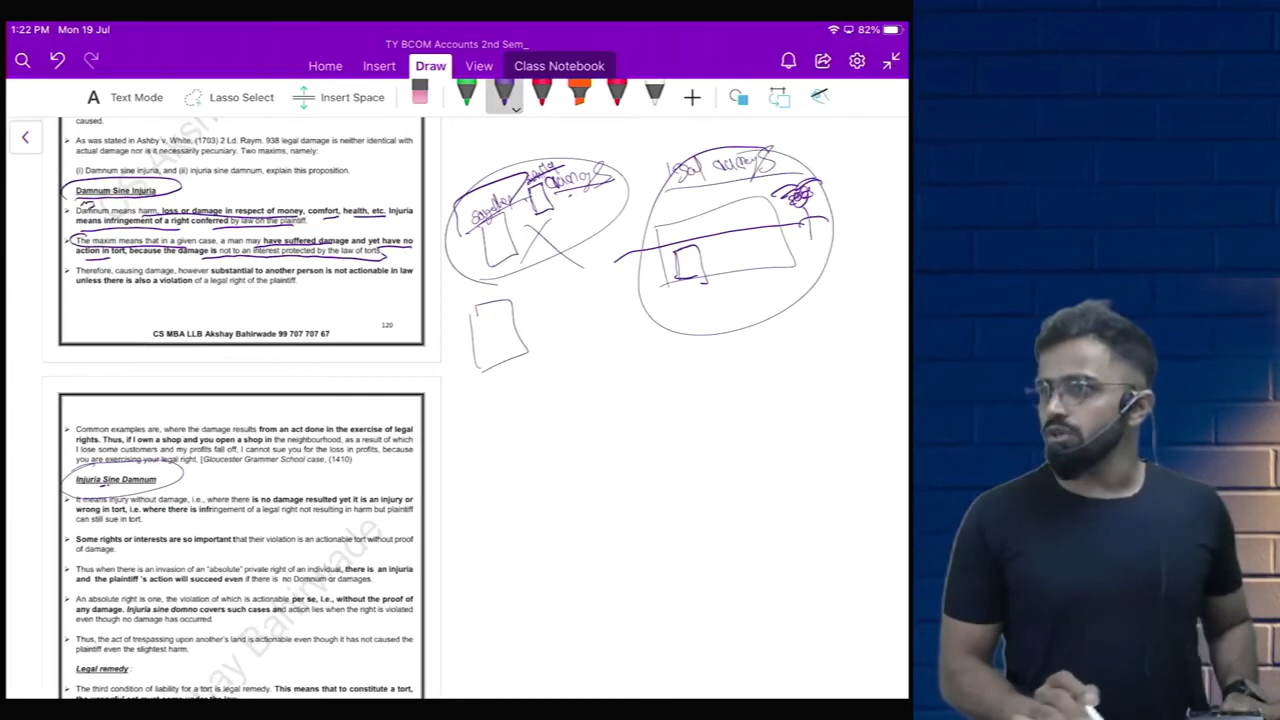 1:22 PM Mon 19 Jul
82%
TY BCOM Accounts 2nd Sem_
Home Insert Draw View Class Notebook
A Text Mode Lasso Select Insert Space
caused.
➢ As was stated in Ashby v. White, (1703) 2 Ld. Raym. 938 legal damage is neither identical with
actual damage nor is it necessarily pecuniary. Two maxims, namely:
(i) Damnum sine injuria, and (ii) injuria sine damnum, explain this proposition.
Damnum Sine Injuria
➢ Damnum means harm, loss or damage in respect of money, comfort, health, etc. Injuria
means infringement of a right conferred by law on the plaintiff.
➢ The maxim means that in a given case, a man may have suffered damage and yet have no
action in tort, because the damage is not to an interest protected by the law of torts.
➢ Therefore, causing damage, however substantial to another person is not actionable in law
unless there is also a violation of a legal right of the plaintiff.
120
CS MBA LLB Akshay Bahirwade 99 707 707 67
➢ Common examples are, where the damage results from an act done in the exercise of legal
rights. Thus, if I own a shop and you open a shop in the neighbourhood, as a result of which
I lose some customers and my profits fall off, I cannot sue you for the loss in profits, because
you are exercising your legal right. [Gloucester Grammer School case, (1410)
Injuria Sine Damnum
➢ It means injury without damage, i.e., where there is no damage resulted yet it is an injury or
wrong in tort, i.e. where there is infringement of a legal right not resulting in harm but plaintiff
can still sue in tort.
➢ Some rights or interests are so important that their violation is an actionable tort without proof
of damage.
➢ Thus when there is an invasion of an "absolute" private right of an individual, there is an injuria
and the plaintiff 's action will succeed even if there is no Domnum or damages.
➢ An absolute right is one, the violation of which is actionable per se, i.e., without the proof of
any damage. Injuria sine domno covers such cases and action lies when the right is violated
even though no damage has occurred.
➢ Thus, the act of trespassing upon another's land is actionable even though it has not caused the
plaintiff even the slightest harm.
Legal remedy :
➢ The third condition of liability for a tort is legal remedy. This means that to constitute a tort,